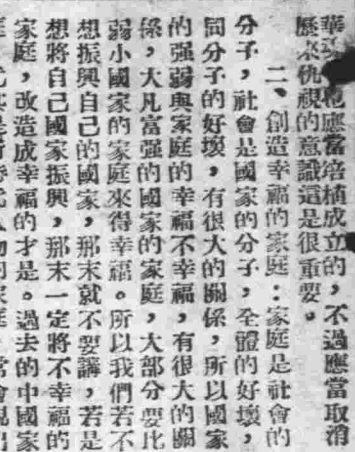 華
應當培植成立的，不過應當取消
歷來仇視的意識這是很重要。
二、創造幸福的家庭：家庭是社會的
分子，社會是國家的分子，全體的好壞，
同分子的好壞，有很大的關係，所以國家
的强弱與家庭的幸福不幸福，有很大的關
係，大凡富强的國家的家庭，大部分要比
弱小國家的家庭來得幸福。所以我們若不
想振興自己的國家，那末就不要講，若是
想將自己國家振興，那末一定將不幸福的
家庭，改造成幸福的才是。過去的中國家